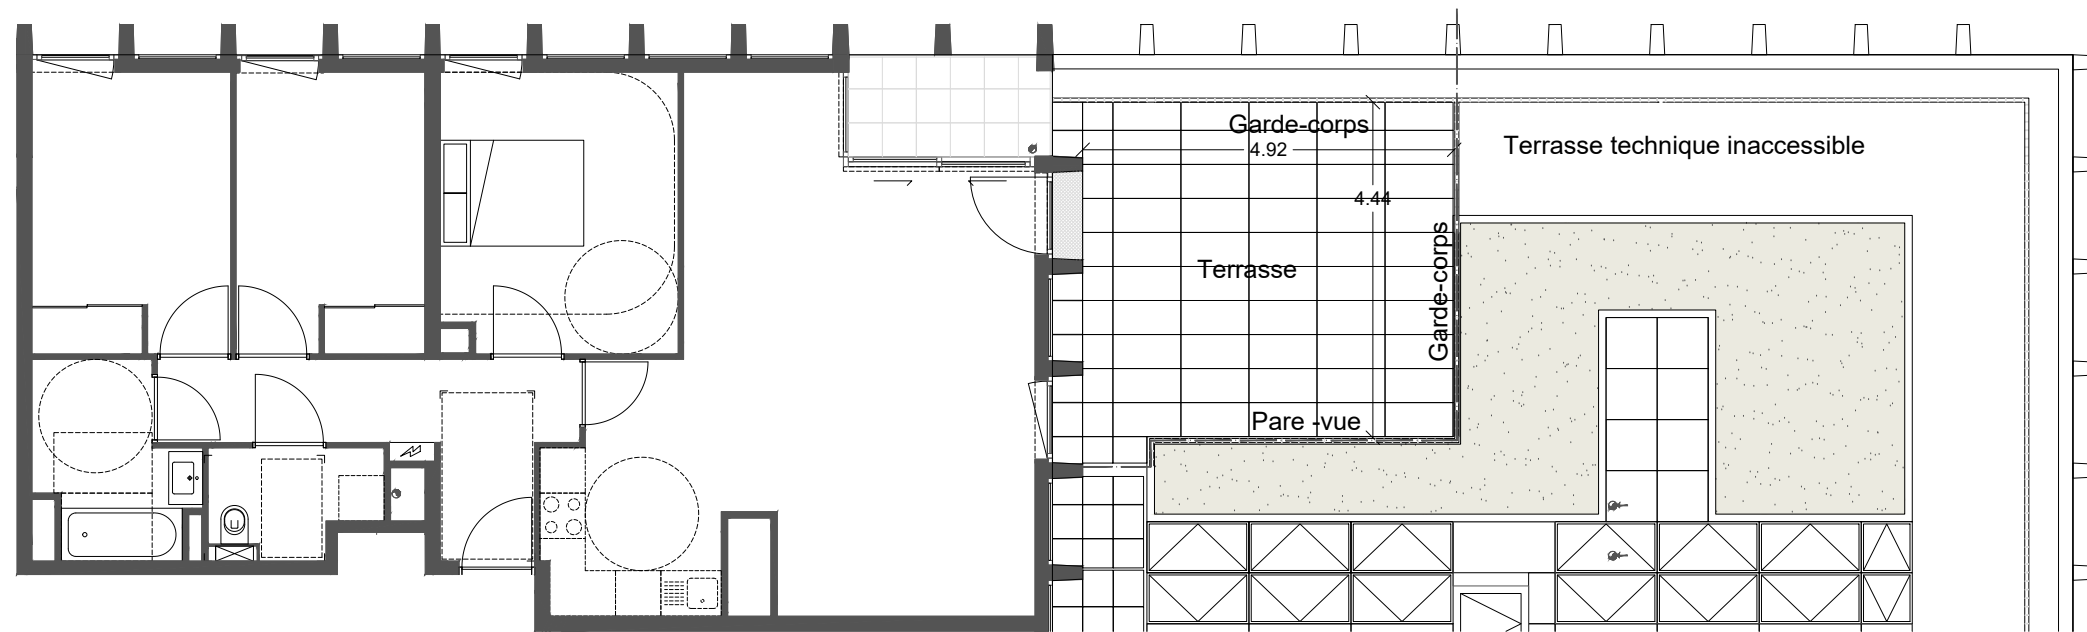 Garde-corps
4.92
Terrasse technique inaccessible
4.44
Garde-corps
Terrasse
Pare -vue